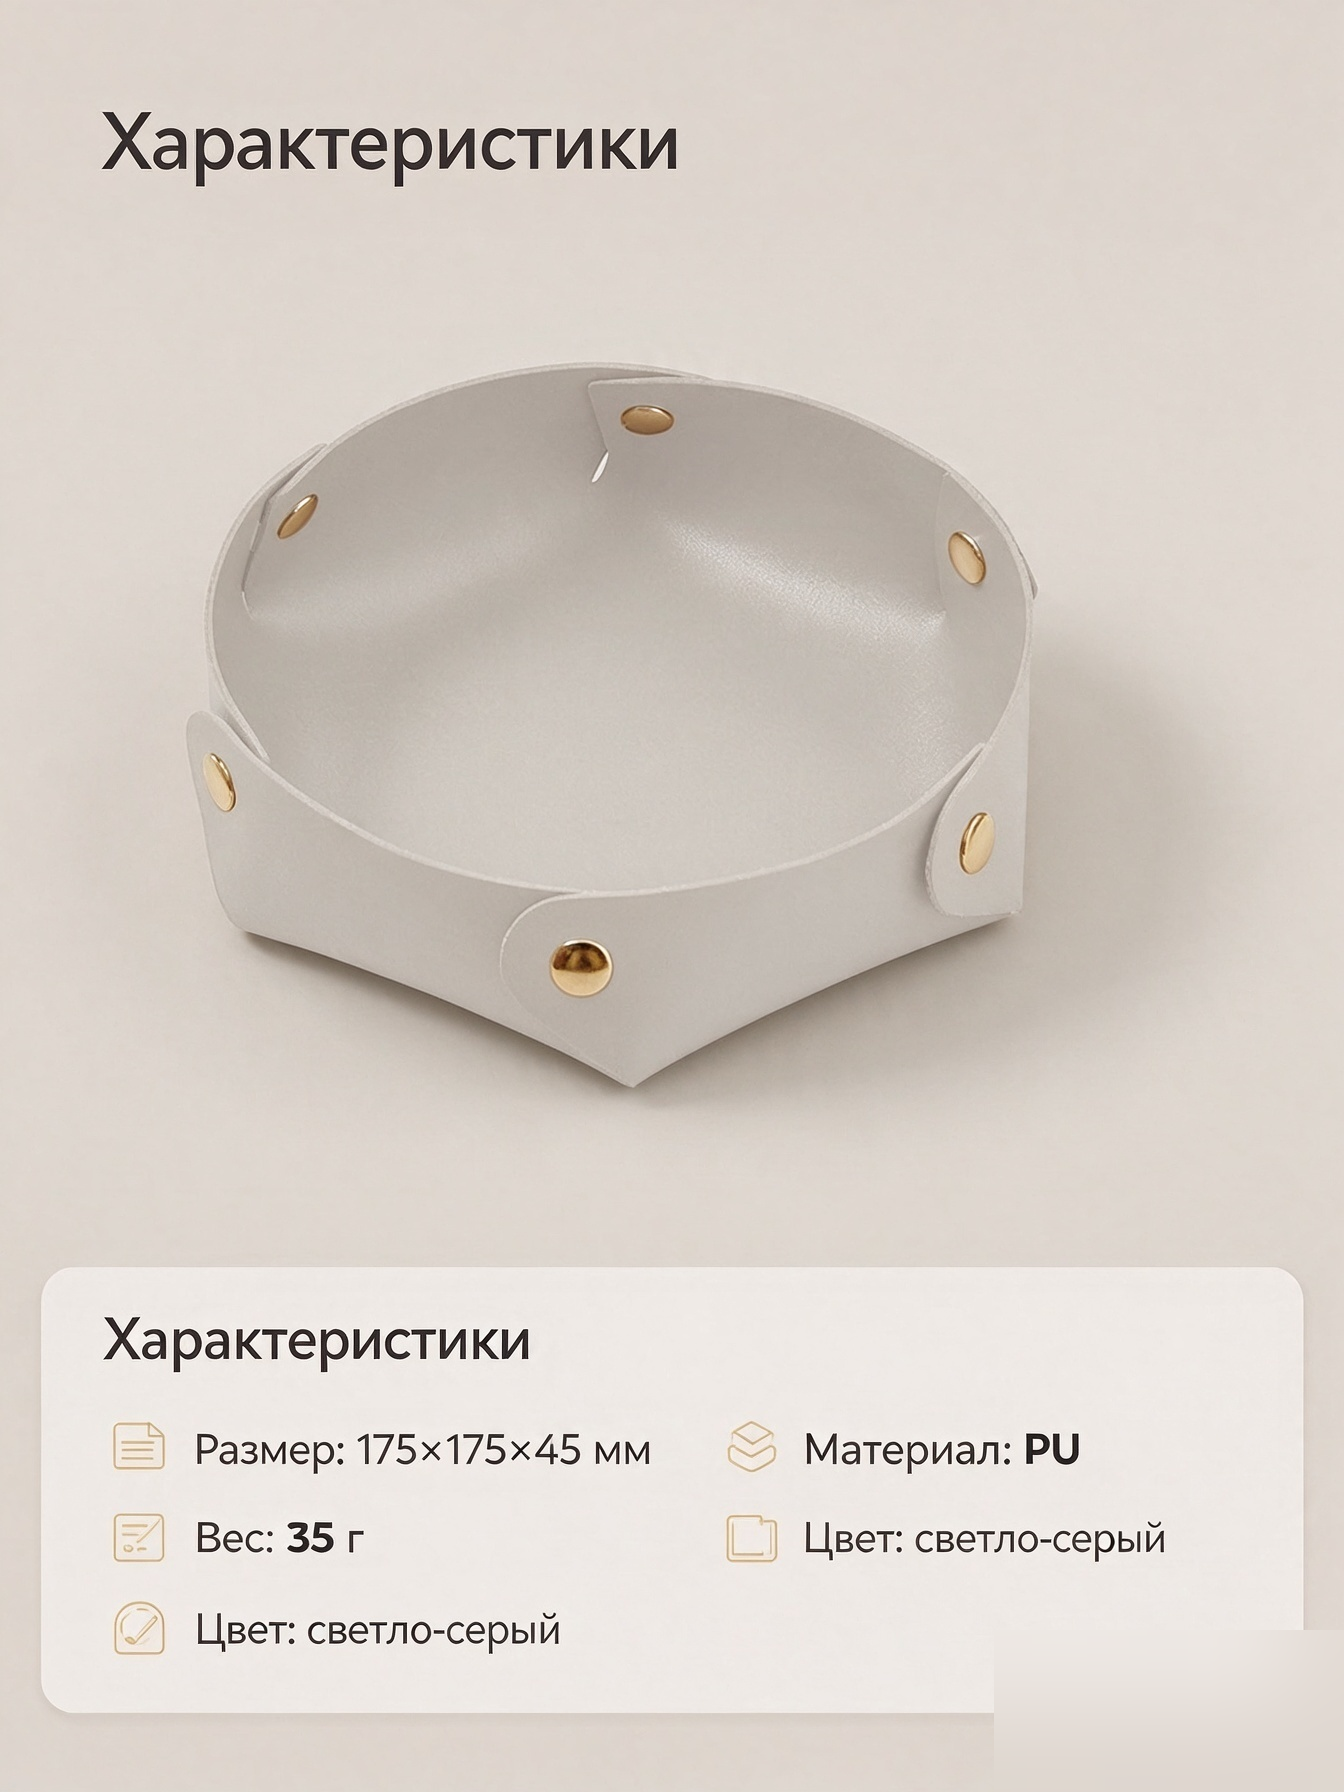 Характеристики
Характеристики
Размер: 175×175×45 мм
Материал: PU
Вес: 35 г
Цвет: светло-серый
Цвет: светло-серый